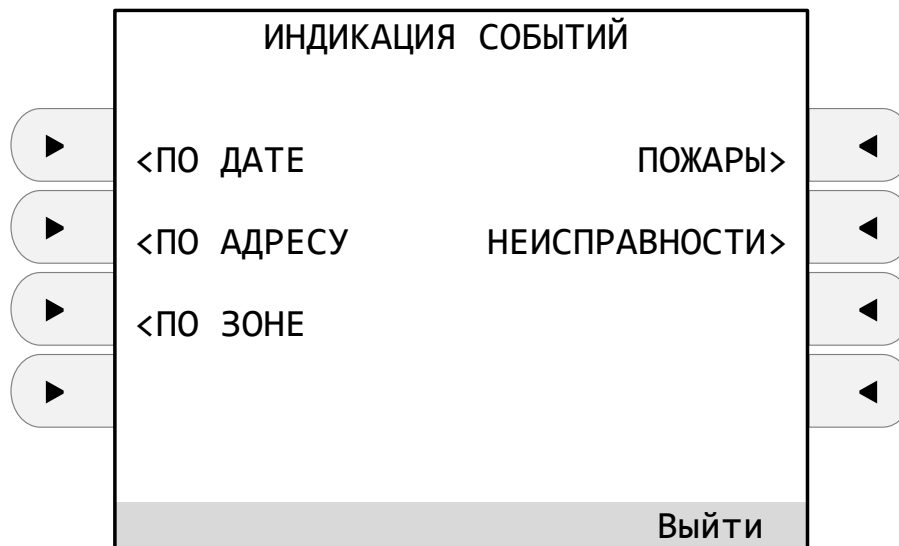 ИНДИКАЦИЯ СОБЫТИЙ
<ПО ДАТЕ ПОЖАРЫ>
<ПО АДРЕСУ НЕИСПРАВНОСТИ>
<ПО ЗОНЕ
Выйти